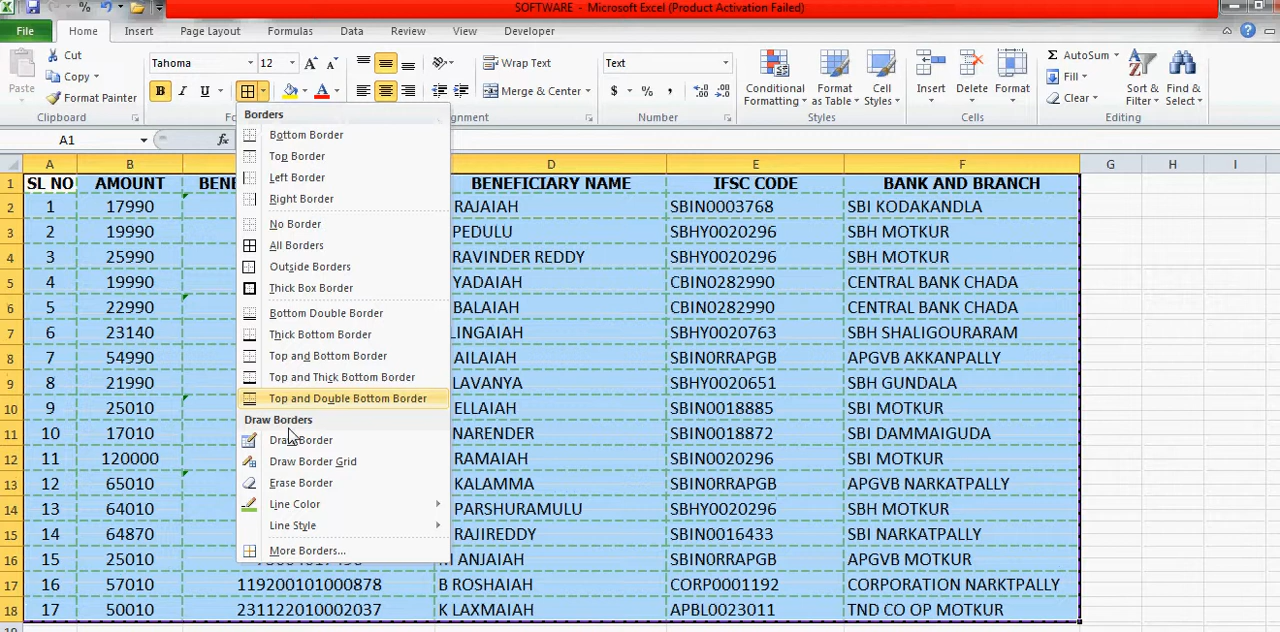 SOFTWARE - Microsoft Excel (Product Activation Failed)
File Home Insert Page Layout Formulas Data Review View Developer
Cut
Copy
Format Painter
Paste
Clipboard
Tahoma 12
B I U
Wrap Text
Merge & Center
Text
$ % ,
Number
Conditional Formatting
Format as Table
Cell Styles
Styles
Insert Delete Format
Cells
Σ AutoSum
Fill
Clear
Sort & Filter
Find & Select
Editing
A1 fx
Borders
Bottom Border
Top Border
Left Border
Right Border
No Border
All Borders
Outside Borders
Thick Box Border
Bottom Double Border
Thick Bottom Border
Top and Bottom Border
Top and Thick Bottom Border
Top and Double Bottom Border
Draw Borders
Draw Border
Draw Border Grid
Erase Border
Line Color
Line Style
More Borders...
A B D E F G H I
1 SL NO AMOUNT BENEFICIARY NAME IFSC CODE BANK AND BRANCH
2 1 17990 RAJAIAH SBIN0003768 SBI KODAKANDLA
3 2 19990 PEDULU SBHY0020296 SBH MOTKUR
4 3 25990 RAVINDER REDDY SBHY0020296 SBH MOTKUR
5 4 19990 YADAIAH CBIN0282990 CENTRAL BANK CHADA
6 5 22990 BALAIAH CBIN0282990 CENTRAL BANK CHADA
7 6 23140 LINGAIAH SBHY0020763 SBH SHALIGOURARAM
8 7 54990 AILAIAH SBIN0RRAPGB APGVB AKKANPALLY
9 8 21990 LAVANYA SBHY0020651 SBH GUNDALA
10 9 25010 ELLAIAH SBIN0018885 SBI MOTKUR
11 10 17010 NARENDER SBIN0018872 SBI DAMMAIGUDA
12 11 120000 RAMAIAH SBIN0020296 SBI MOTKUR
13 12 65010 KALAMMA SBIN0RRAPGB APGVB NARKATPALLY
14 13 64010 PARSHURAMULU SBIN0RRAPGB SBI MOTKUR
15 14 64870 RAJIREDDY SBIN0016433 SBI NARKATPALLY
16 15 25010 ANJAIAH SBIN0RRAPGB APGVB MOTKUR
17 16 57010 119200101000878 B ROSHAIAH CORP0001192 CORPORATION NARKTPALLY
18 17 50010 231122010002037 K LAXMAIAH APBL0023011 TND CO OP MOTKUR